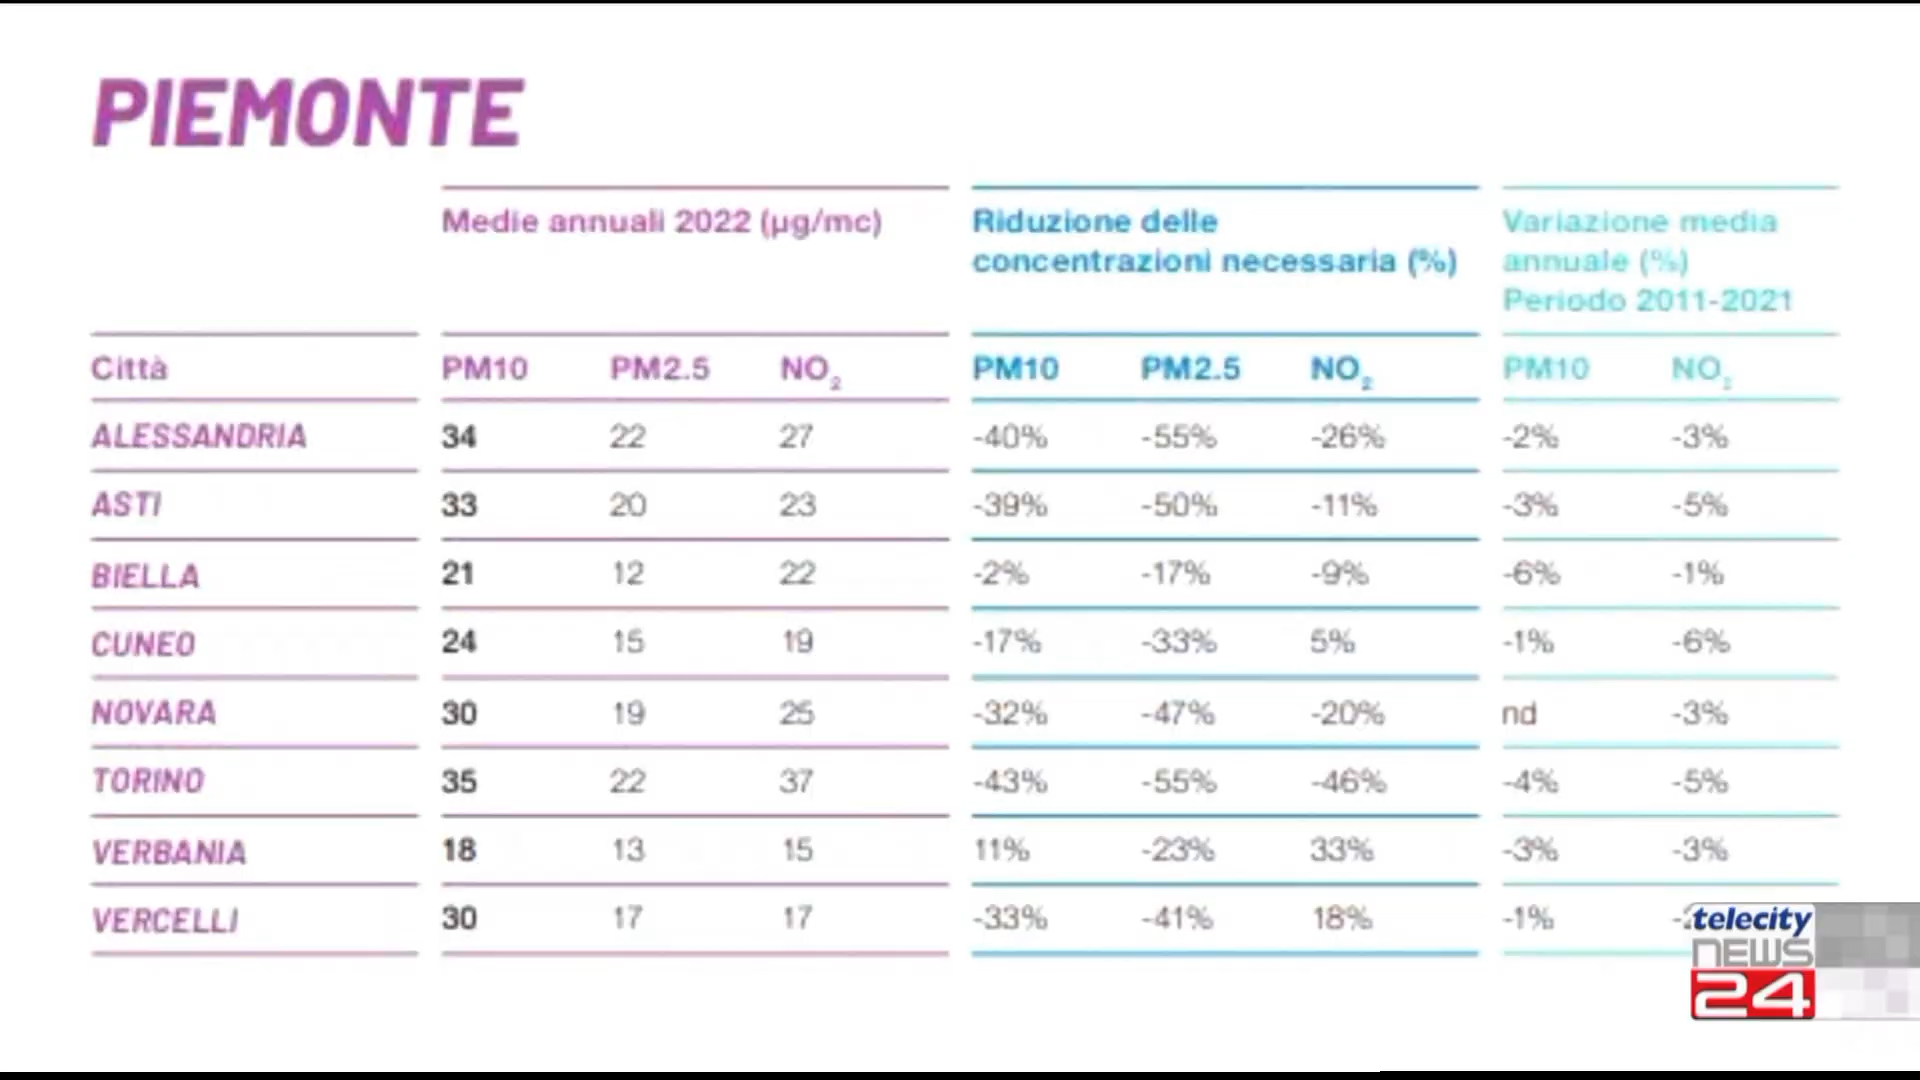 PIEMONTE
Medie annuali 2022 (µg/mc)
Riduzione delle
concentrazioni necessaria (%)
Variazione media
annuale (%)
Periodo 2011-2021
Città PM10 PM2.5 NO₂ PM10 PM2.5 NO₂ PM10 NO₂
ALESSANDRIA 34 22 27 -40% -55% -26% -2% -3%
ASTI 33 20 23 -39% -50% -11% -3% -5%
BIELLA 21 12 22 -2% -17% -9% -6% -1%
CUNEO 24 15 19 -17% -33% 5% -1% -6%
NOVARA 30 19 25 -32% -47% -20% nd -3%
TORINO 35 22 37 -43% -55% -46% -4% -5%
VERBANIA 18 13 15 11% -23% 33% -3% -3%
VERCELLI 30 17 17 -33% -41% 18% -1%
telecity
NEWS
24